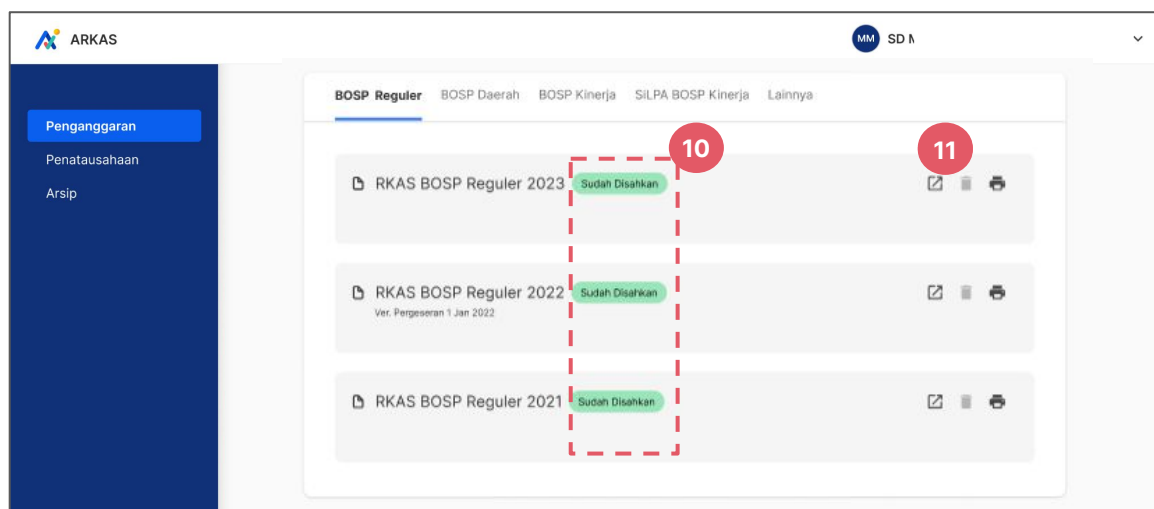 ARKAS
MM SD
BOSP Reguler BOSP Daerah BOSP Kinerja SiLPA BOSP Kinerja Lainnya
Penganggaran
Penatausahaan
Arsip
10
11
RKAS BOSP Reguler 2023 Sudah Disahkan
RKAS BOSP Reguler 2022 Sudah Disahkan
Ver. Pergeseran 1 Jan 2022
RKAS BOSP Reguler 2021 Sudah Disahkan